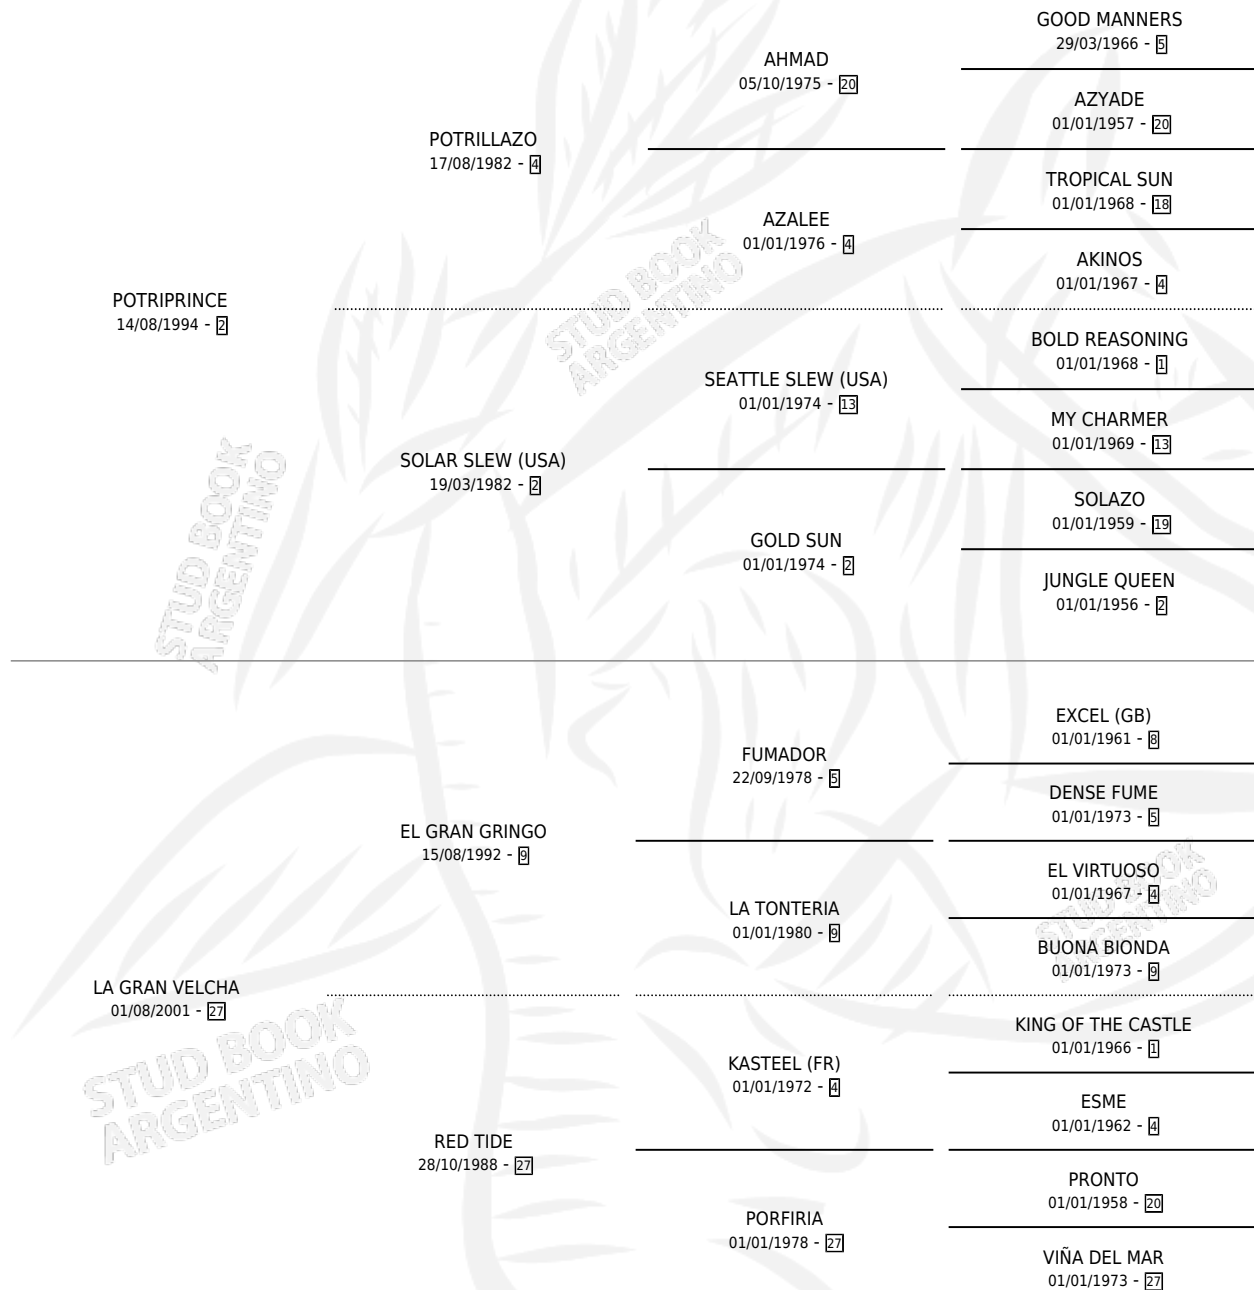 GOOD MANNERS
29/03/1966 - 5
AHMAD
05/10/1975 - 20
AZYADE
01/01/1957 - 20
POTRILLAZO
17/08/1982 - 4
TROPICAL SUN
01/01/1968 - 18
AZALEE
01/01/1976 - 4
AKINOS
01/01/1967 - 4
POTRIPRINCE
14/08/1994 - 2
STUD BOOK
ARGENTINO
BOLD REASONING
01/01/1968 - 1
SEATTLE SLEW (USA)
01/01/1974 - 13
MY CHARMER
01/01/1969 - 13
SOLAR SLEW (USA)
19/03/1982 - 2
SOLAZO
01/01/1959 - 19
GOLD SUN
01/01/1974 - 2
JUNGLE QUEEN
01/01/1956 - 2
STUD BOOK
ARGENTINO
EXCEL (GB)
01/01/1961 - 8
FUMADOR
22/09/1978 - 5
DENSE FUME
01/01/1973 - 5
EL GRAN GRINGO
15/08/1992 - 9
EL VIRTUOSO
01/01/1967 - 4
LA TONTERIA
01/01/1980 - 9
BUONA BIONDA
01/01/1973 - 9
STUD BOOK
ARGENTINO
LA GRAN VELCHA
01/08/2001 - 27
KING OF THE CASTLE
01/01/1966 - 1
KASTEEL (FR)
01/01/1972 - 4
ESME
01/01/1962 - 4
STUD BOOK
ARGENTINO
RED TIDE
28/10/1988 - 27
PRONTO
01/01/1958 - 20
PORFIRIA
01/01/1978 - 27
VIÑA DEL MAR
01/01/1973 - 27